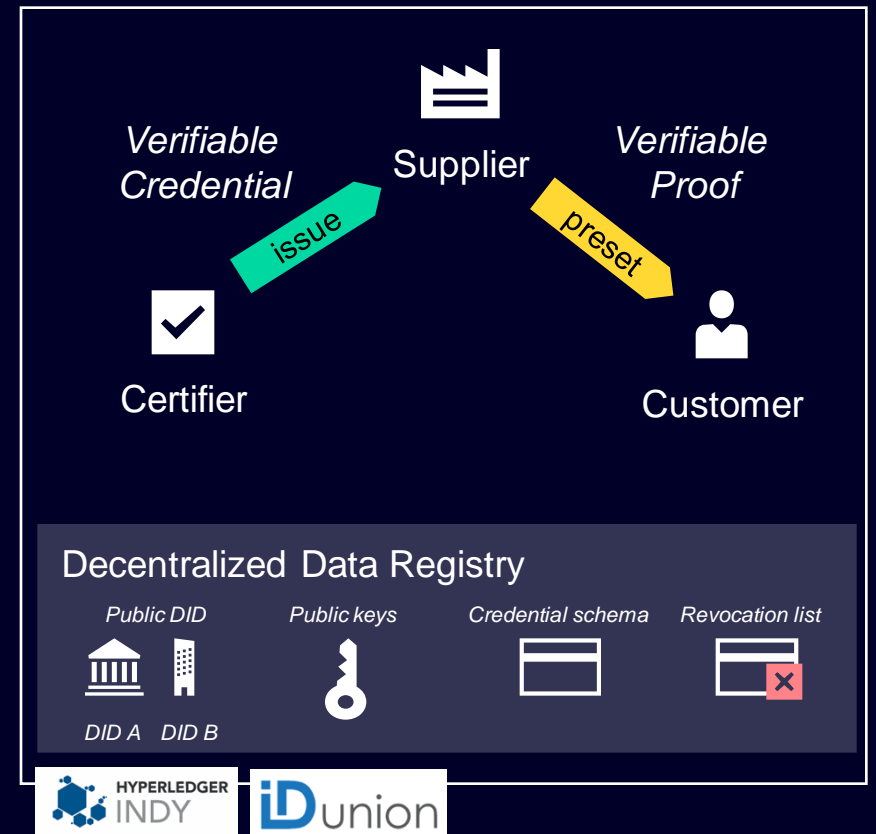 Verifiable
Credential
Supplier
Verifiable
Proof
issue
preset
Certifier
Customer
Decentralized Data Registry
Public DID
Public keys
Credential schema
Revocation list
DID A
DID B
HYPERLEDGER
INDY
iDunion